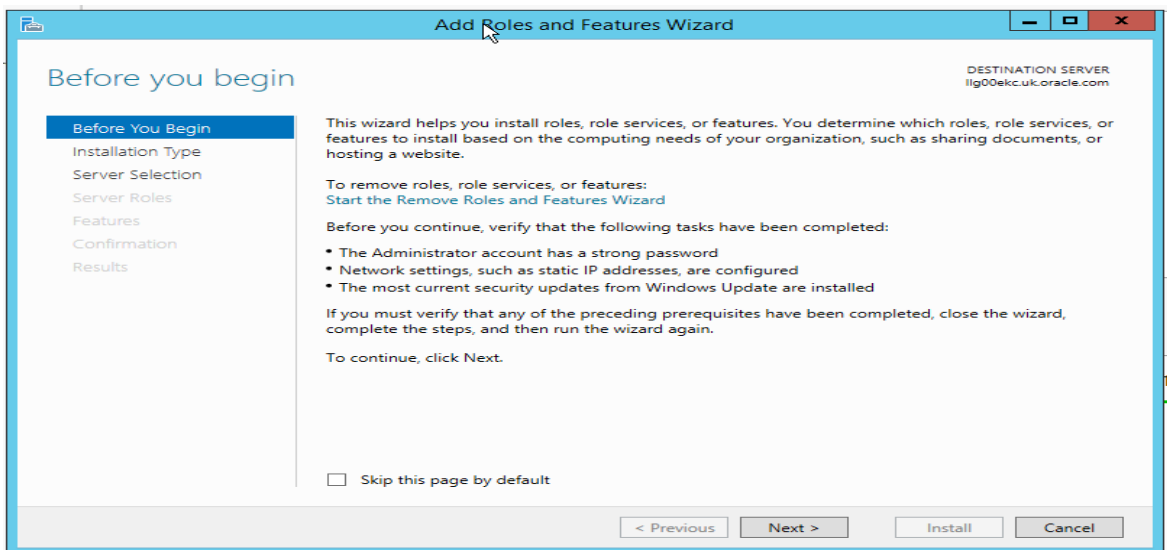 Add Roles and Features Wizard
Before you begin
DESTINATION SERVER
llg00ekc.uk.oracle.com
Before You Begin
Installation Type
Server Selection
Server Roles
Features
Confirmation
Results
This wizard helps you install roles, role services, or features. You determine which roles, role services, or
features to install based on the computing needs of your organization, such as sharing documents, or
hosting a website.
To remove roles, role services, or features:
Start the Remove Roles and Features Wizard
Before you continue, verify that the following tasks have been completed:
• The Administrator account has a strong password
• Network settings, such as static IP addresses, are configured
• The most current security updates from Windows Update are installed
If you must verify that any of the preceding prerequisites have been completed, close the wizard,
complete the steps, and then run the wizard again.
To continue, click Next.
Skip this page by default
< Previous
Next >
Install
Cancel